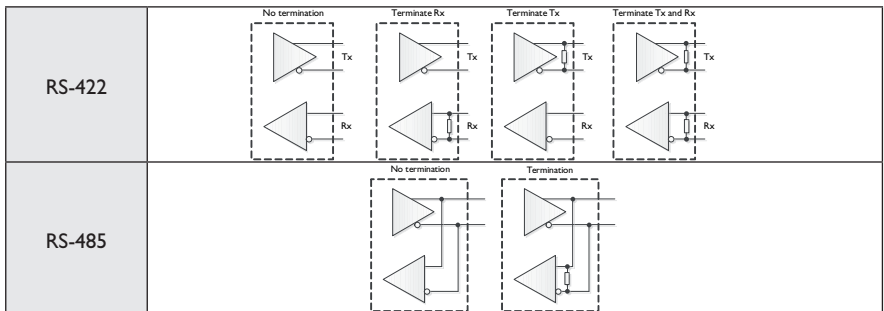 RS-422
No termination
Terminate Rx
Terminate Tx
Terminate Tx and Rx
Tx
Tx
Tx
Tx
Rx
Rx
Rx
Rx
RS-485
No termination
Termination